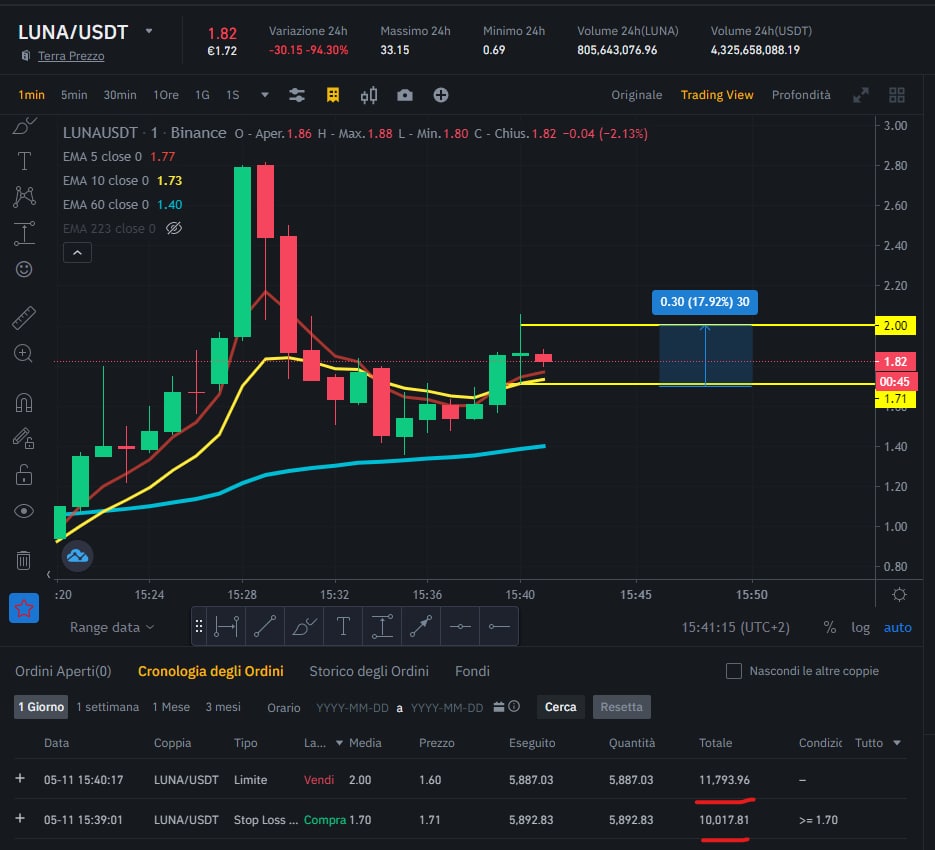 LUNA/USDT
Terra Prezzo
1.82
€1.72
Variazione 24h
-30.15 -94.30%
Massimo 24h
33.15
Minimo 24h
0.69
Volume 24h(LUNA)
805,643,076.96
Volume 24h(USDT)
4,325,658,088.19
1min 5min 30min 1Ore 1G 1S
Originale Trading View Profondità
LUNAUSDT · 1 · Binance O - Aper.1.86 H - Max.1.88 L - Min.1.80 C - Chius.1.82 −0.04 (−2.13%)
EMA 5 close 0 1.77
EMA 10 close 0 1.73
EMA 60 close 0 1.40
EMA 223 close 0
0.30 (17.92%) 30
3.00
2.80
2.60
2.40
2.20
2.00
1.82
00:45
1.71
1.60
1.40
1.20
1.00
0.80
:20 15:24 15:28 15:32 15:36 15:40 15:45 15:50
Range data 15:41:15 (UTC+2) % log auto
Ordini Aperti(0) Cronologia degli Ordini Storico degli Ordini Fondi Nascondi le altre coppie
1 Giorno 1 settimana 1 Mese 3 mesi Orario YYYY-MM-DD a YYYY-MM-DD Cerca Resetta
Data Coppia Tipo La... Media Prezzo Eseguito Quantità Totale Condizic Tutto
05-11 15:40:17 LUNA/USDT Limite Vendi 2.00 1.60 5,887.03 5,887.03 11,793.96 –
05-11 15:39:01 LUNA/USDT Stop Loss ... Compra 1.70 1.71 5,892.83 5,892.83 10,017.81 >= 1.70